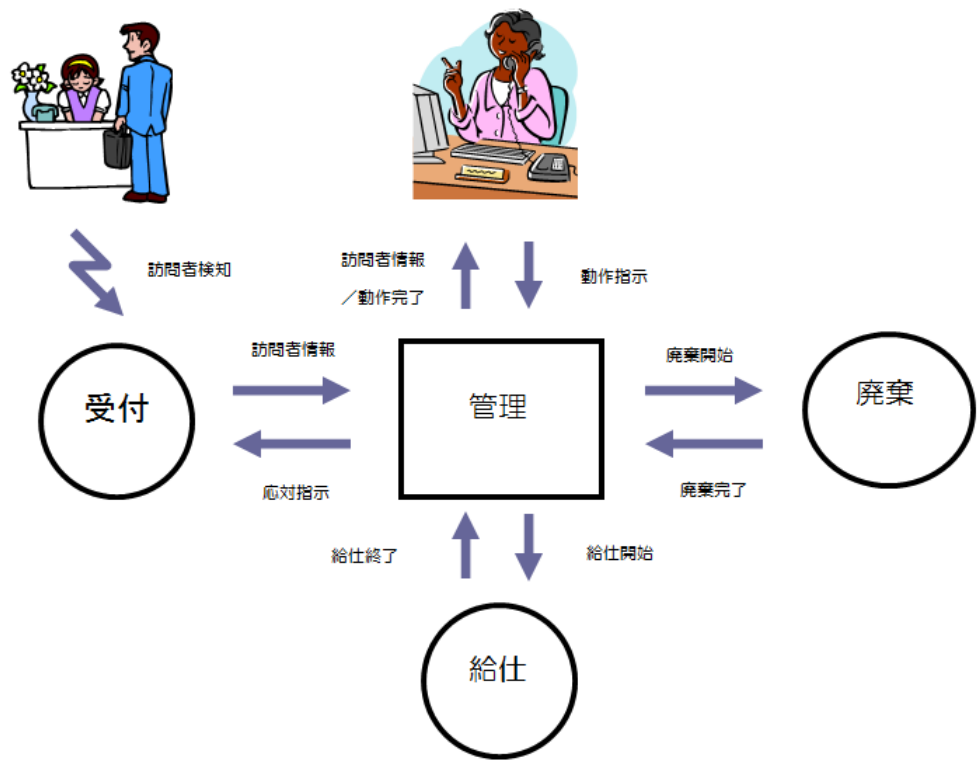 訪問者検知
訪問者情報
／動作完了
動作指示
訪問者情報
廃棄開始
受付
管理
廃棄
応対指示
廃棄完了
給仕終了
給仕開始
給仕